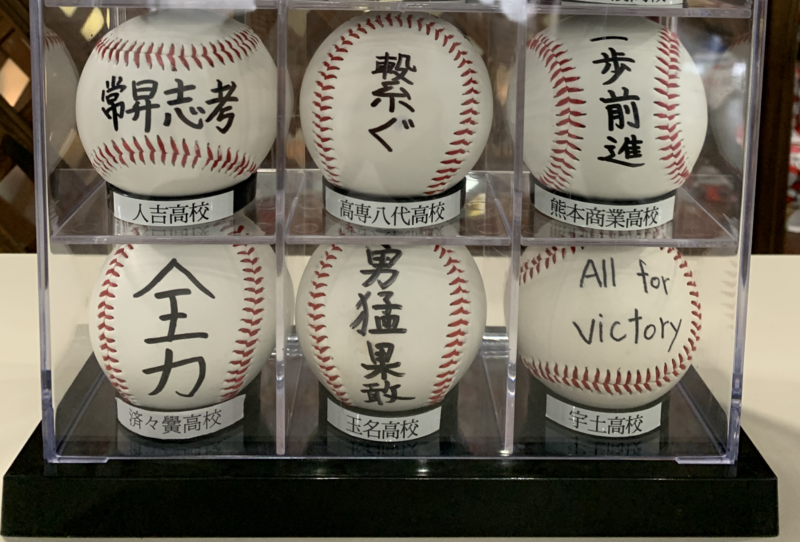 常昇志考
人吉高校
繋ぐ
高専八代高校
一歩前進
熊本商業高校
全力
済々黌高校
勇猛果敢
玉名高校
All for
victory
宇土高校